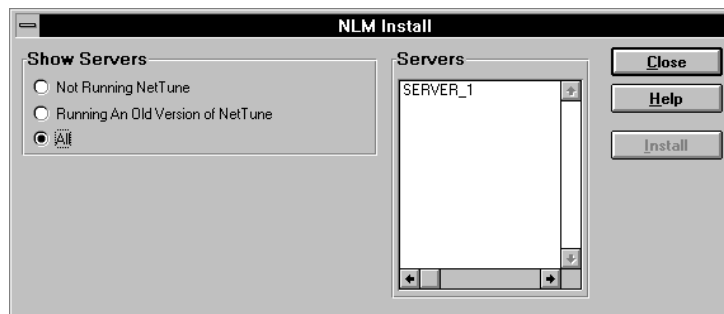 NLM Install
Show Servers
Not Running NetTune
Running An Old Version of NetTune
All
Servers
SERVER_1
Close
Help
Install